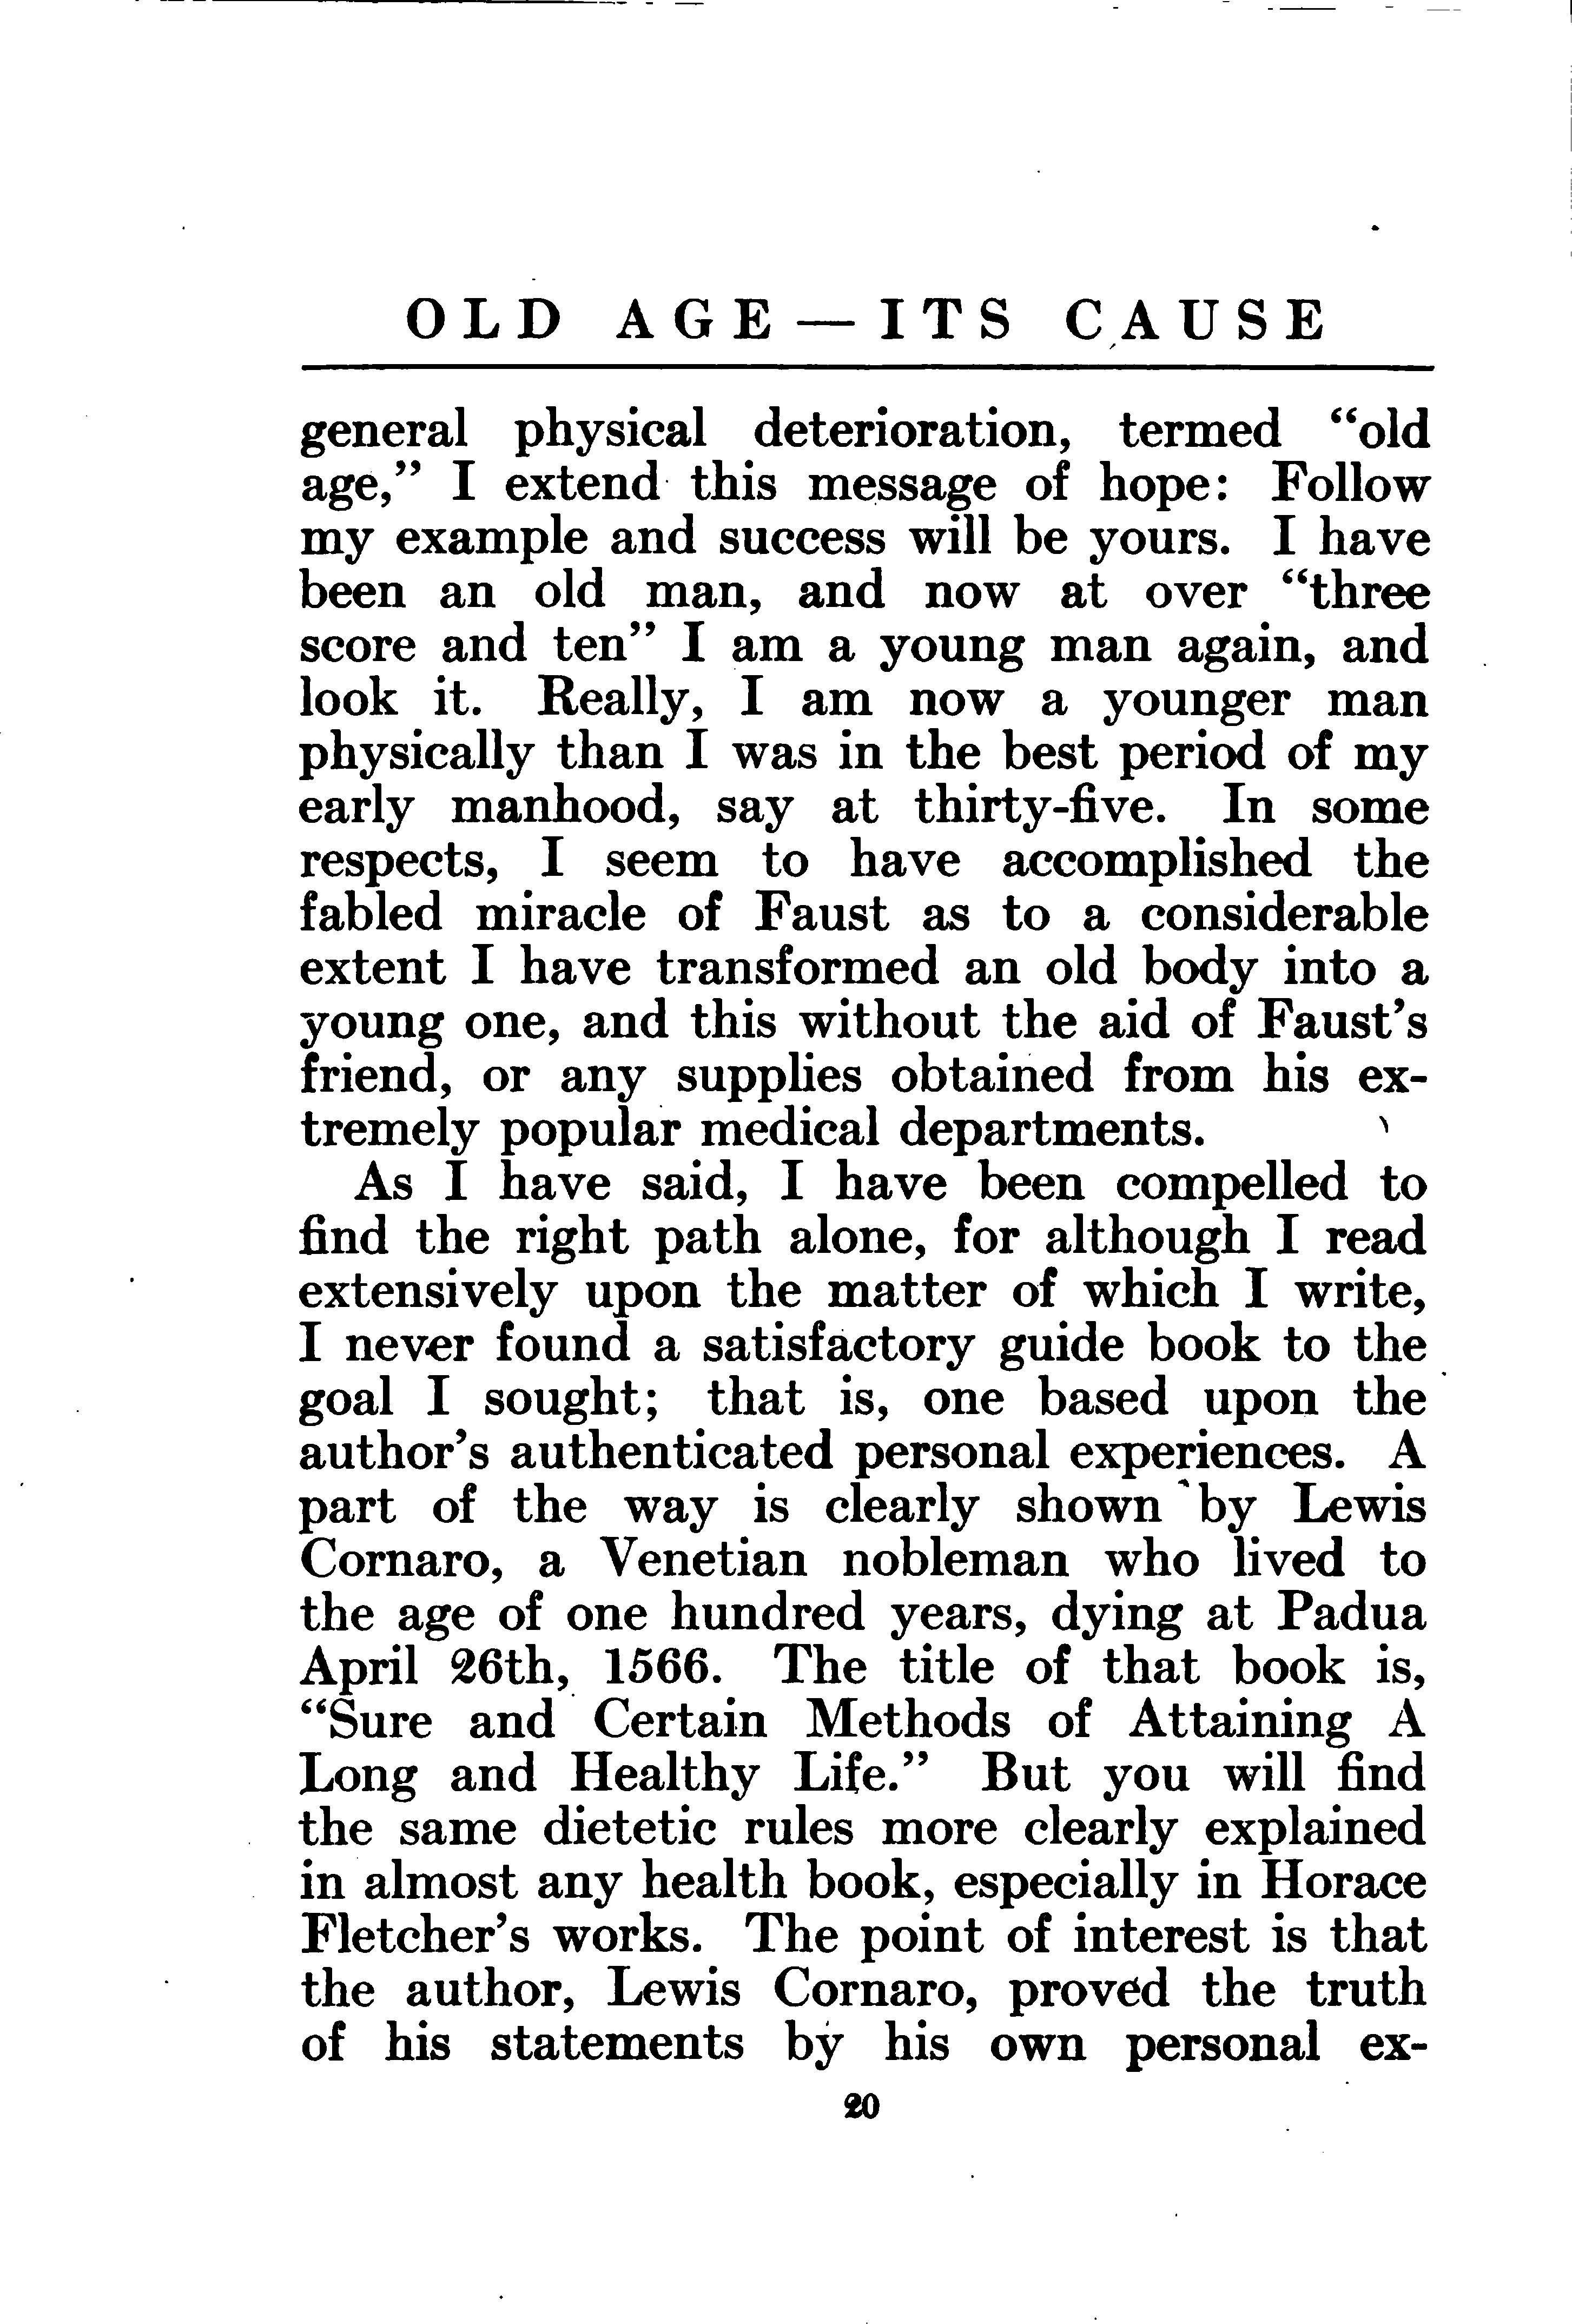 OLD AGE—ITS CAUSE
general physical deterioration, termed “old
age,” I extend this message of hope: Follow
my example and success will be yours. I have
been an old man, and now at over “three
score and ten” I am a young man again, and
look it. Really, I am now a younger man
physically than I was in the best period of my
early manhood, say at thirty-five. In some
respects, I seem to have accomplished the
fabled miracle of Faust as to a considerable
extent I have transformed an old body into a
young one, and this without the aid of Faust’s
friend, or any supplies obtained from his ex-
tremely popular medical departments.
As I have said, I have been compelled to
find the right path alone, for although I read
extensively upon the matter of which I write,
I never found a satisfactory guide book to the
goal I sought; that is, one based upon the
author’s authenticated personal experiences. A
part of the way is clearly shown by Lewis
Cornaro, a Venetian nobleman who lived to
the age of one hundred years, dying at Padua
April 26th, 1566. The title of that book is,
“Sure and Certain Methods of Attaining A
Long and Healthy Life.” But you will find
the same dietetic rules more clearly explained
in almost any health book, especially in Horace
Fletcher’s works. The point of interest is that
the author, Lewis Cornaro, proved the truth
of his statements by his own personal ex-
20